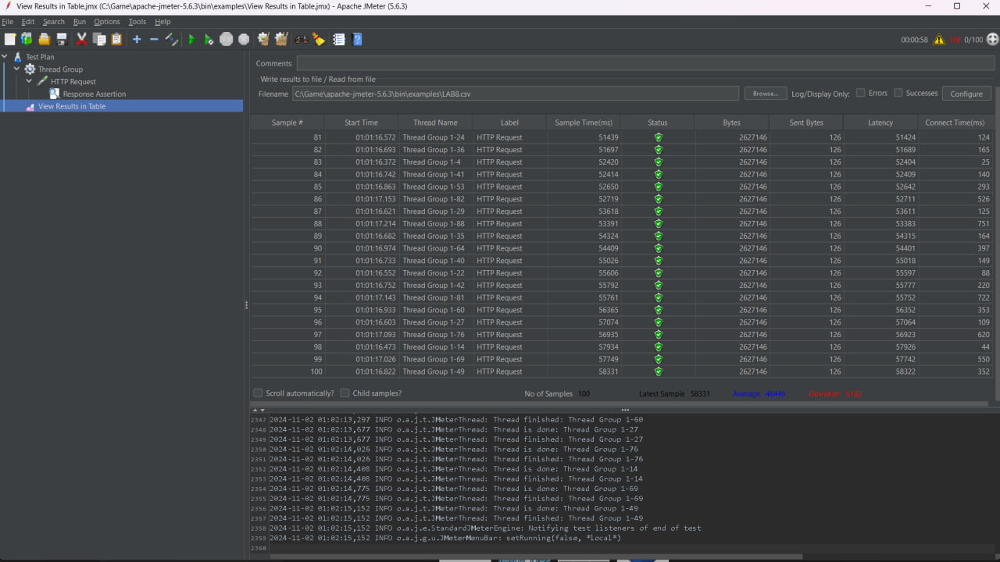 View Results in Table.jmx (C:\Game\apache-jmeter-5.6.3\bin\examples\View Results in Table.jmx) - Apache JMeter (5.6.3)
File Edit Search Run Options Tools Help
00:00:58 128 0/100
Test Plan
Thread Group
HTTP Request
Response Assertion
View Results in Table
Comments:
Write results to file / Read from file
Filename C:\Game\apache-jmeter-5.6.3\bin\examples\LAB8.csv Browse... Log/Display Only: Errors Successes Configure
Sample # Start Time Thread Name Label Sample Time(ms) Status Bytes Sent Bytes Latency Connect Time(ms)
81 01:01:16.572 Thread Group 1-24 HTTP Request 51439 2627146 126 51424 124
82 01:01:16.693 Thread Group 1-36 HTTP Request 51697 2627146 126 51689 165
83 01:01:16.372 Thread Group 1-4 HTTP Request 52420 2627146 126 52404 25
84 01:01:16.742 Thread Group 1-41 HTTP Request 52414 2627146 126 52409 140
85 01:01:16.863 Thread Group 1-53 HTTP Request 52650 2627146 126 52642 293
86 01:01:17.153 Thread Group 1-82 HTTP Request 52719 2627146 126 52711 526
87 01:01:16.621 Thread Group 1-29 HTTP Request 53618 2627146 126 53611 125
88 01:01:17.214 Thread Group 1-88 HTTP Request 53391 2627146 126 53383 751
89 01:01:16.682 Thread Group 1-35 HTTP Request 54324 2627146 126 54315 164
90 01:01:16.974 Thread Group 1-64 HTTP Request 54409 2627146 126 54401 397
91 01:01:16.733 Thread Group 1-40 HTTP Request 55026 2627146 126 55018 149
92 01:01:16.552 Thread Group 1-22 HTTP Request 55606 2627146 126 55597 88
93 01:01:16.752 Thread Group 1-42 HTTP Request 55792 2627146 126 55777 220
94 01:01:17.143 Thread Group 1-81 HTTP Request 55761 2627146 126 55752 722
95 01:01:16.933 Thread Group 1-60 HTTP Request 56365 2627146 126 56352 353
96 01:01:16.603 Thread Group 1-27 HTTP Request 57074 2627146 126 57064 109
97 01:01:17.093 Thread Group 1-76 HTTP Request 56935 2627146 126 56923 620
98 01:01:16.473 Thread Group 1-14 HTTP Request 57934 2627146 126 57926 44
99 01:01:17.026 Thread Group 1-69 HTTP Request 57749 2627146 126 57742 550
100 01:01:16.822 Thread Group 1-49 HTTP Request 58331 2627146 126 58322 352
Scroll automatically? Child samples? No of Samples 100 Latest Sample 58331 Average 46446 Deviation 6182
2347 2024-11-02 01:02:13,297 INFO o.a.j.t.JMeterThread: Thread finished: Thread Group 1-60
2348 2024-11-02 01:02:13,677 INFO o.a.j.t.JMeterThread: Thread is done: Thread Group 1-27
2349 2024-11-02 01:02:13,677 INFO o.a.j.t.JMeterThread: Thread finished: Thread Group 1-27
2350 2024-11-02 01:02:14,026 INFO o.a.j.t.JMeterThread: Thread is done: Thread Group 1-76
2351 2024-11-02 01:02:14,026 INFO o.a.j.t.JMeterThread: Thread finished: Thread Group 1-76
2352 2024-11-02 01:02:14,408 INFO o.a.j.t.JMeterThread: Thread is done: Thread Group 1-14
2353 2024-11-02 01:02:14,408 INFO o.a.j.t.JMeterThread: Thread finished: Thread Group 1-14
2354 2024-11-02 01:02:14,775 INFO o.a.j.t.JMeterThread: Thread is done: Thread Group 1-69
2355 2024-11-02 01:02:14,775 INFO o.a.j.t.JMeterThread: Thread finished: Thread Group 1-69
2356 2024-11-02 01:02:15,152 INFO o.a.j.t.JMeterThread: Thread is done: Thread Group 1-49
2357 2024-11-02 01:02:15,152 INFO o.a.j.t.JMeterThread: Thread finished: Thread Group 1-49
2358 2024-11-02 01:02:15,152 INFO o.a.j.e.StandardJMeterEngine: Notifying test listeners of end of test
2359 2024-11-02 01:02:15,152 INFO o.a.j.g.u.JMeterMenuBar: setRunning(false, *local*)
2360